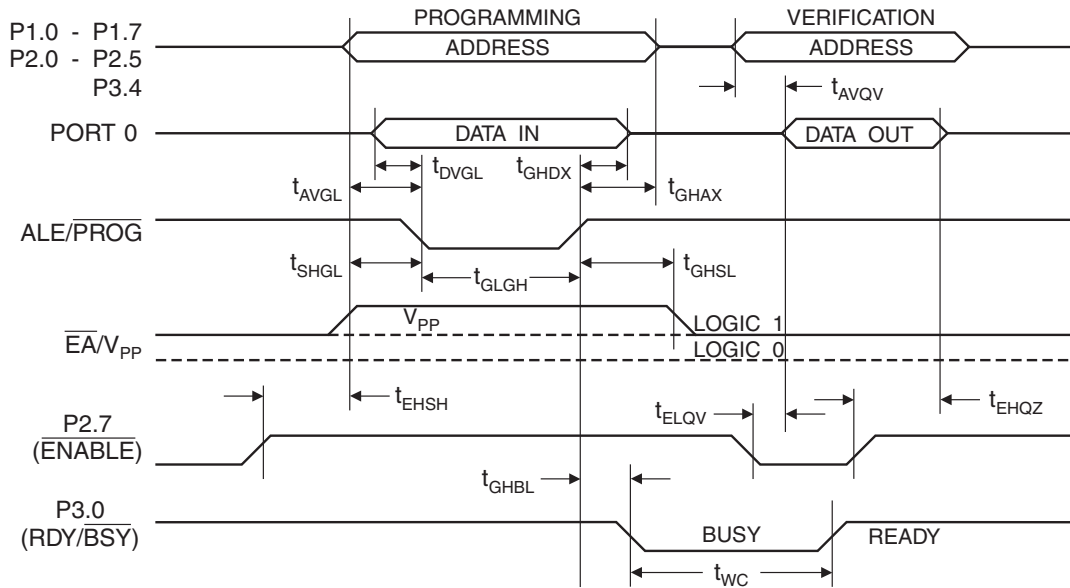 PROGRAMMING
VERIFICATION
P1.0 - P1.7
P2.0 - P2.5
P3.4
ADDRESS
ADDRESS
tAVQV
PORT 0
DATA IN
DATA OUT
tDVGL
tGHDX
tAVGL
tGHAX
ALE/PROG
tSHGL
tGLGH
tGHSL
VPP
LOGIC 1
EA/VPP
LOGIC 0
tEHSH
tELQV
tEHQZ
P2.7
(ENABLE)
tGHBL
P3.0
(RDY/BSY)
BUSY
READY
tWC